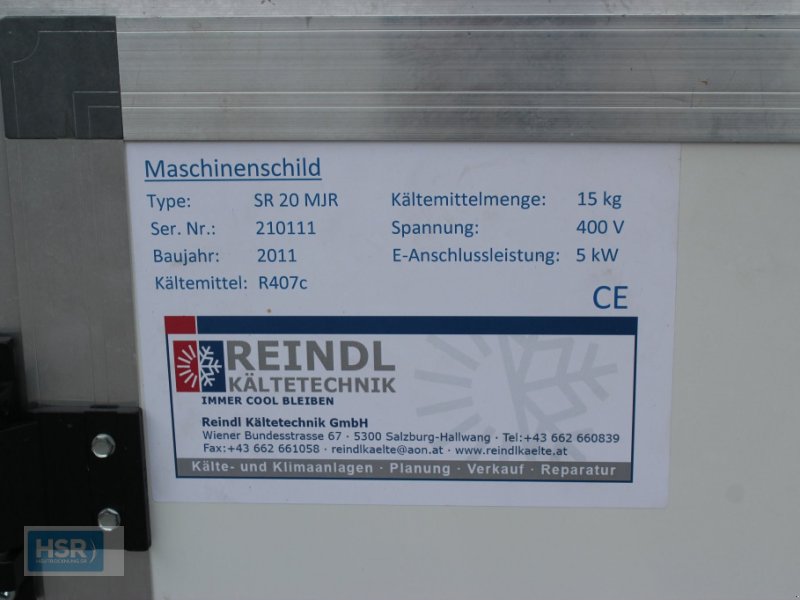 Maschinenschild
Type: SR 20 MJR Kältemittelmenge: 15 kg
Ser. Nr.: 210111 Spannung: 400 V
Baujahr: 2011 E-Anschlussleistung: 5 kW
Kältemittel: R407c
CE
REINDL
KÄLTETECHNIK
IMMER COOL BLEIBEN
Reindl Kältetechnik GmbH
Wiener Bundesstrasse 67 · 5300 Salzburg-Hallwang · Tel:+43 662 660839
Fax:+43 662 661058 · reindlkaelte@aon.at · www.reindlkaelte.at
Kälte- und Klimaanlagen · Planung · Verkauf · Reparatur
HSR